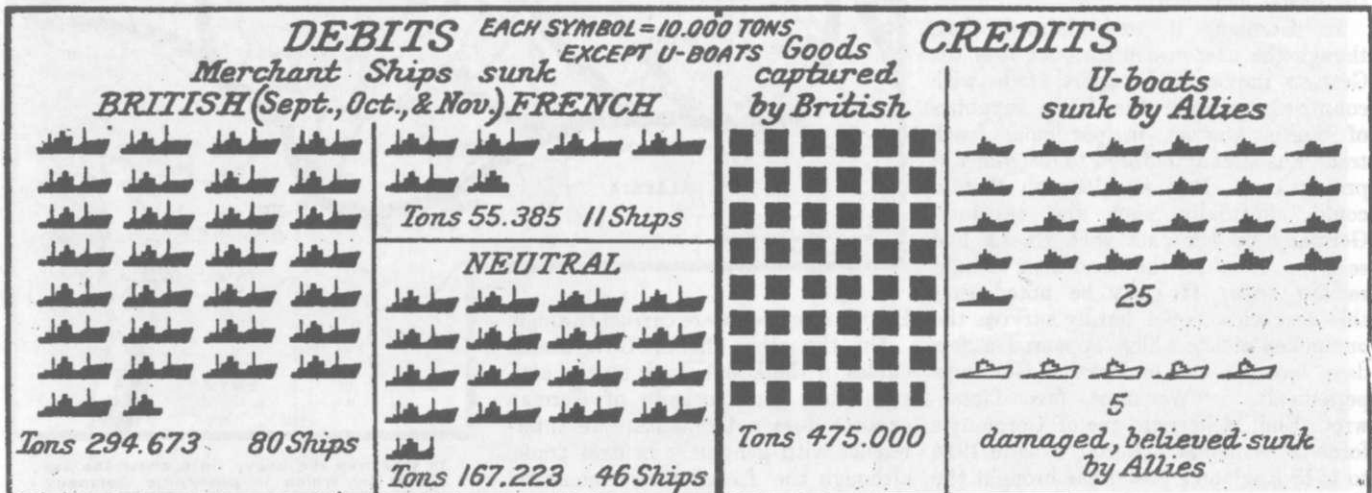 DEBITS
EACH SYMBOL=10.000 TONS
EXCEPT U-BOATS
CREDITS
Merchant Ships sunk
BRITISH (Sept., Oct., & Nov.) FRENCH
Tons 294.673 80 Ships
Tons 55.385 11 Ships
NEUTRAL
Tons 167.223 46 Ships
Goods
captured
by British
Tons 475.000
U-boats
sunk by Allies
25
5
damaged, believed sunk
by Allies